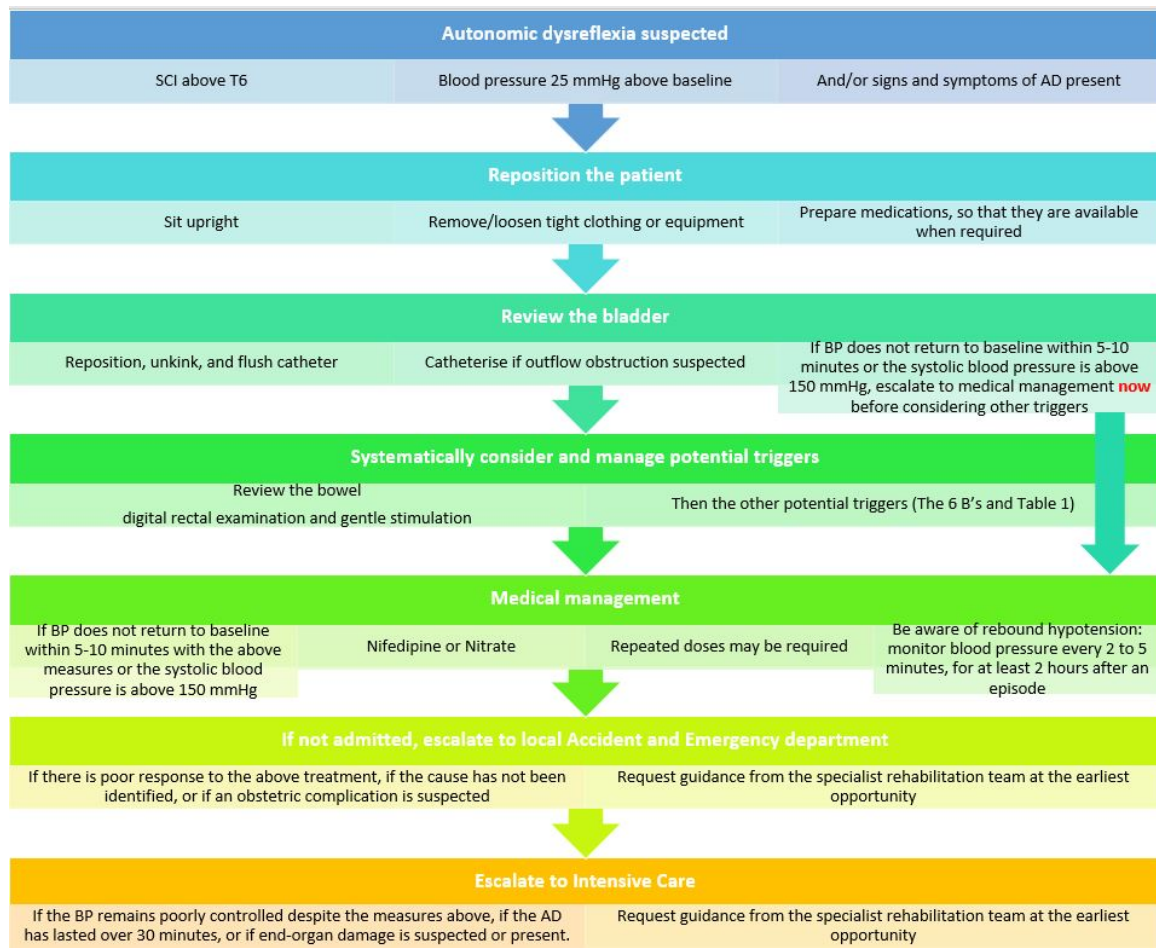 Autonomic dysreflexia suspected
SCI above T6
Blood pressure 25 mmHg above baseline
And/or signs and symptoms of AD present
Reposition the patient
Sit upright
Remove/loosen tight clothing or equipment
Prepare medications, so that they are available
when required
Review the bladder
Reposition, unkink, and flush catheter
Catheterise if outflow obstruction suspected
If BP does not return to baseline within 5-10
minutes or the systolic blood pressure is above
150 mmHg, escalate to medical management now
before considering other triggers
Systematically consider and manage potential triggers
Review the bowel
digital rectal examination and gentle stimulation
Then the other potential triggers (The 6 B's and Table 1)
Medical management
If BP does not return to baseline
within 5-10 minutes with the above
measures or the systolic blood
pressure is above 150 mmHg
Nifedipine or Nitrate
Repeated doses may be required
Be aware of rebound hypotension:
monitor blood pressure every 2 to 5
minutes, for at least 2 hours after an
episode
If not admitted, escalate to local Accident and Emergency department
If there is poor response to the above treatment, if the cause has not been
identified, or if an obstetric complication is suspected
Request guidance from the specialist rehabilitation team at the earliest
opportunity
Escalate to Intensive Care
If the BP remains poorly controlled despite the measures above, if the AD
has lasted over 30 minutes, or if end-organ damage is suspected or present.
Request guidance from the specialist rehabilitation team at the earliest
opportunity